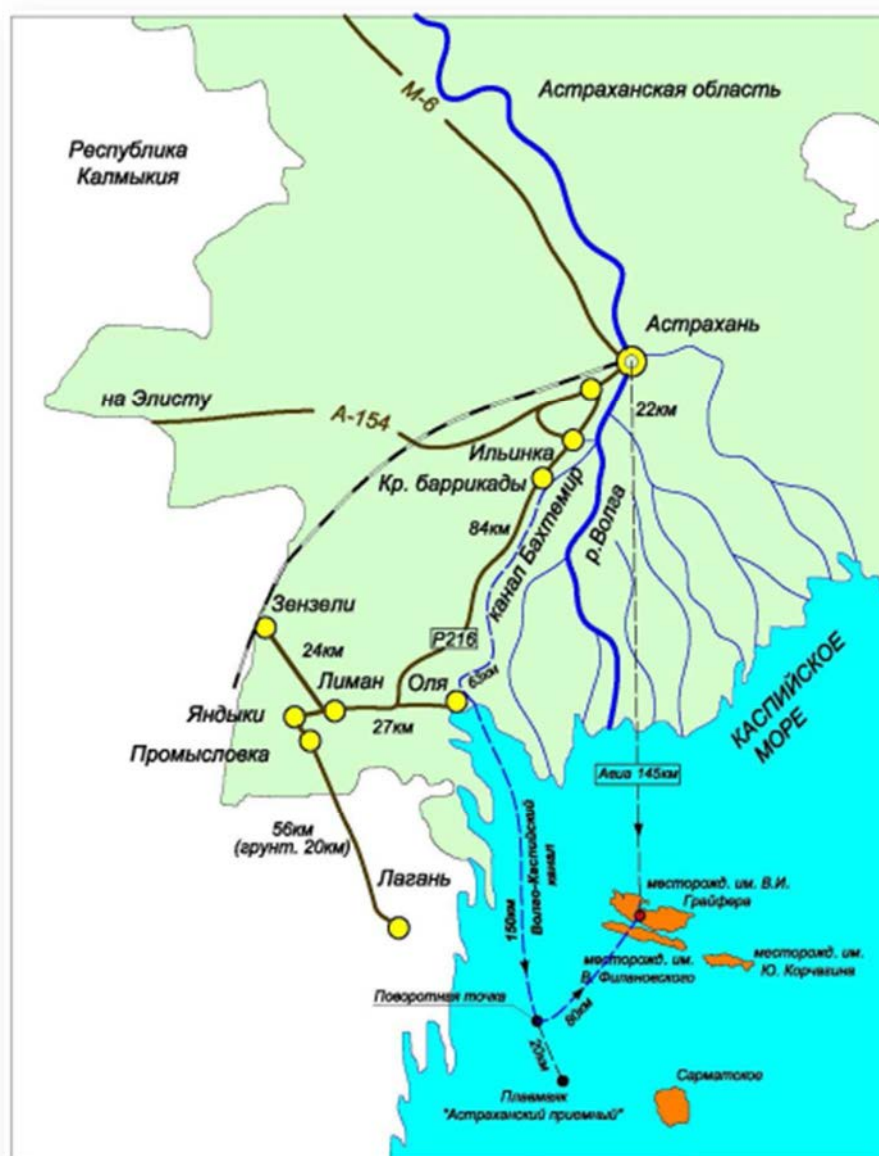 М-6
Астраханская область
Республика
Калмыкия
Астрахань
на Элисту
А-154
22км
Ильинка
Кр. баррикады
84км
канал Бахтемир
р.Волга
Зензели
24км
Р216
63км
Лиман
Оля
Яндыки
27км
Промысловка
КАСПИЙСКОЕ
МОРЕ
Авиа 145км
56км
(грунт. 20км)
Лагань
150км
Волго-Каспийский
канал
месторожд. им. В.И.
Грайфера
месторожд. им.
В. Филановского
месторожд. им.
Ю. Корчагина
Поворотная точка
60км
20км
Плавмаяк
"Астраханский приемный"
Сарматское